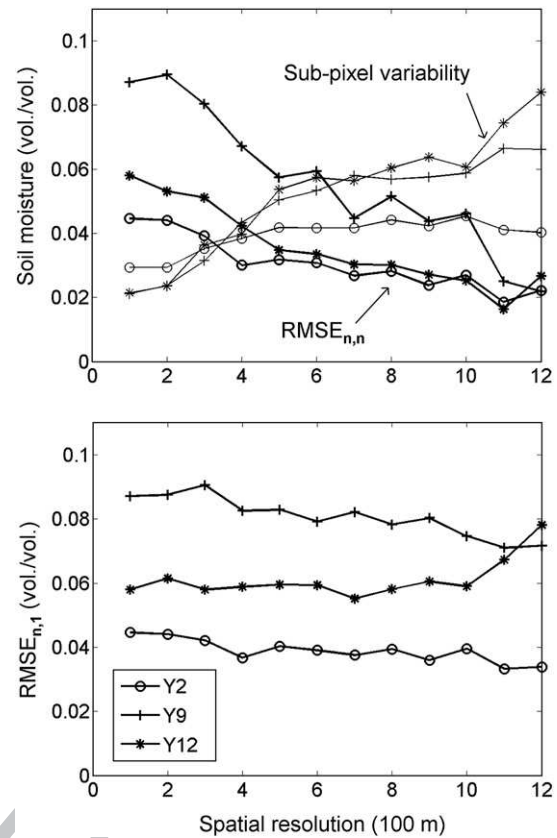 0.1
0.08
0.06
0.04
0.02
0
Soil moisture (vol./vol.)
Sub-pixel variability
RMSEn,n
0 2 4 6 8 10 12
0.1
0.08
0.06
0.04
0.02
0
RMSEn,1 (vol./vol.)
Y2
Y9
Y12
0 2 4 6 8 10 12
Spatial resolution (100 m)